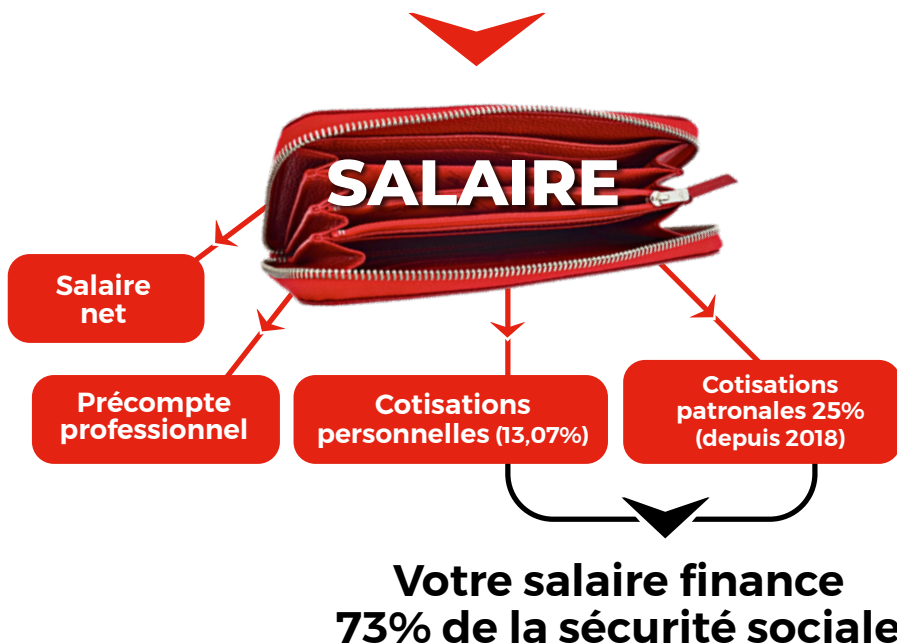 SALAIRE
Salaire
net
Précompte
professionnel
Cotisations
personnelles (13,07%)
Cotisations
patronales 25%
(depuis 2018)
Votre salaire finance
73% de la sécurité sociale